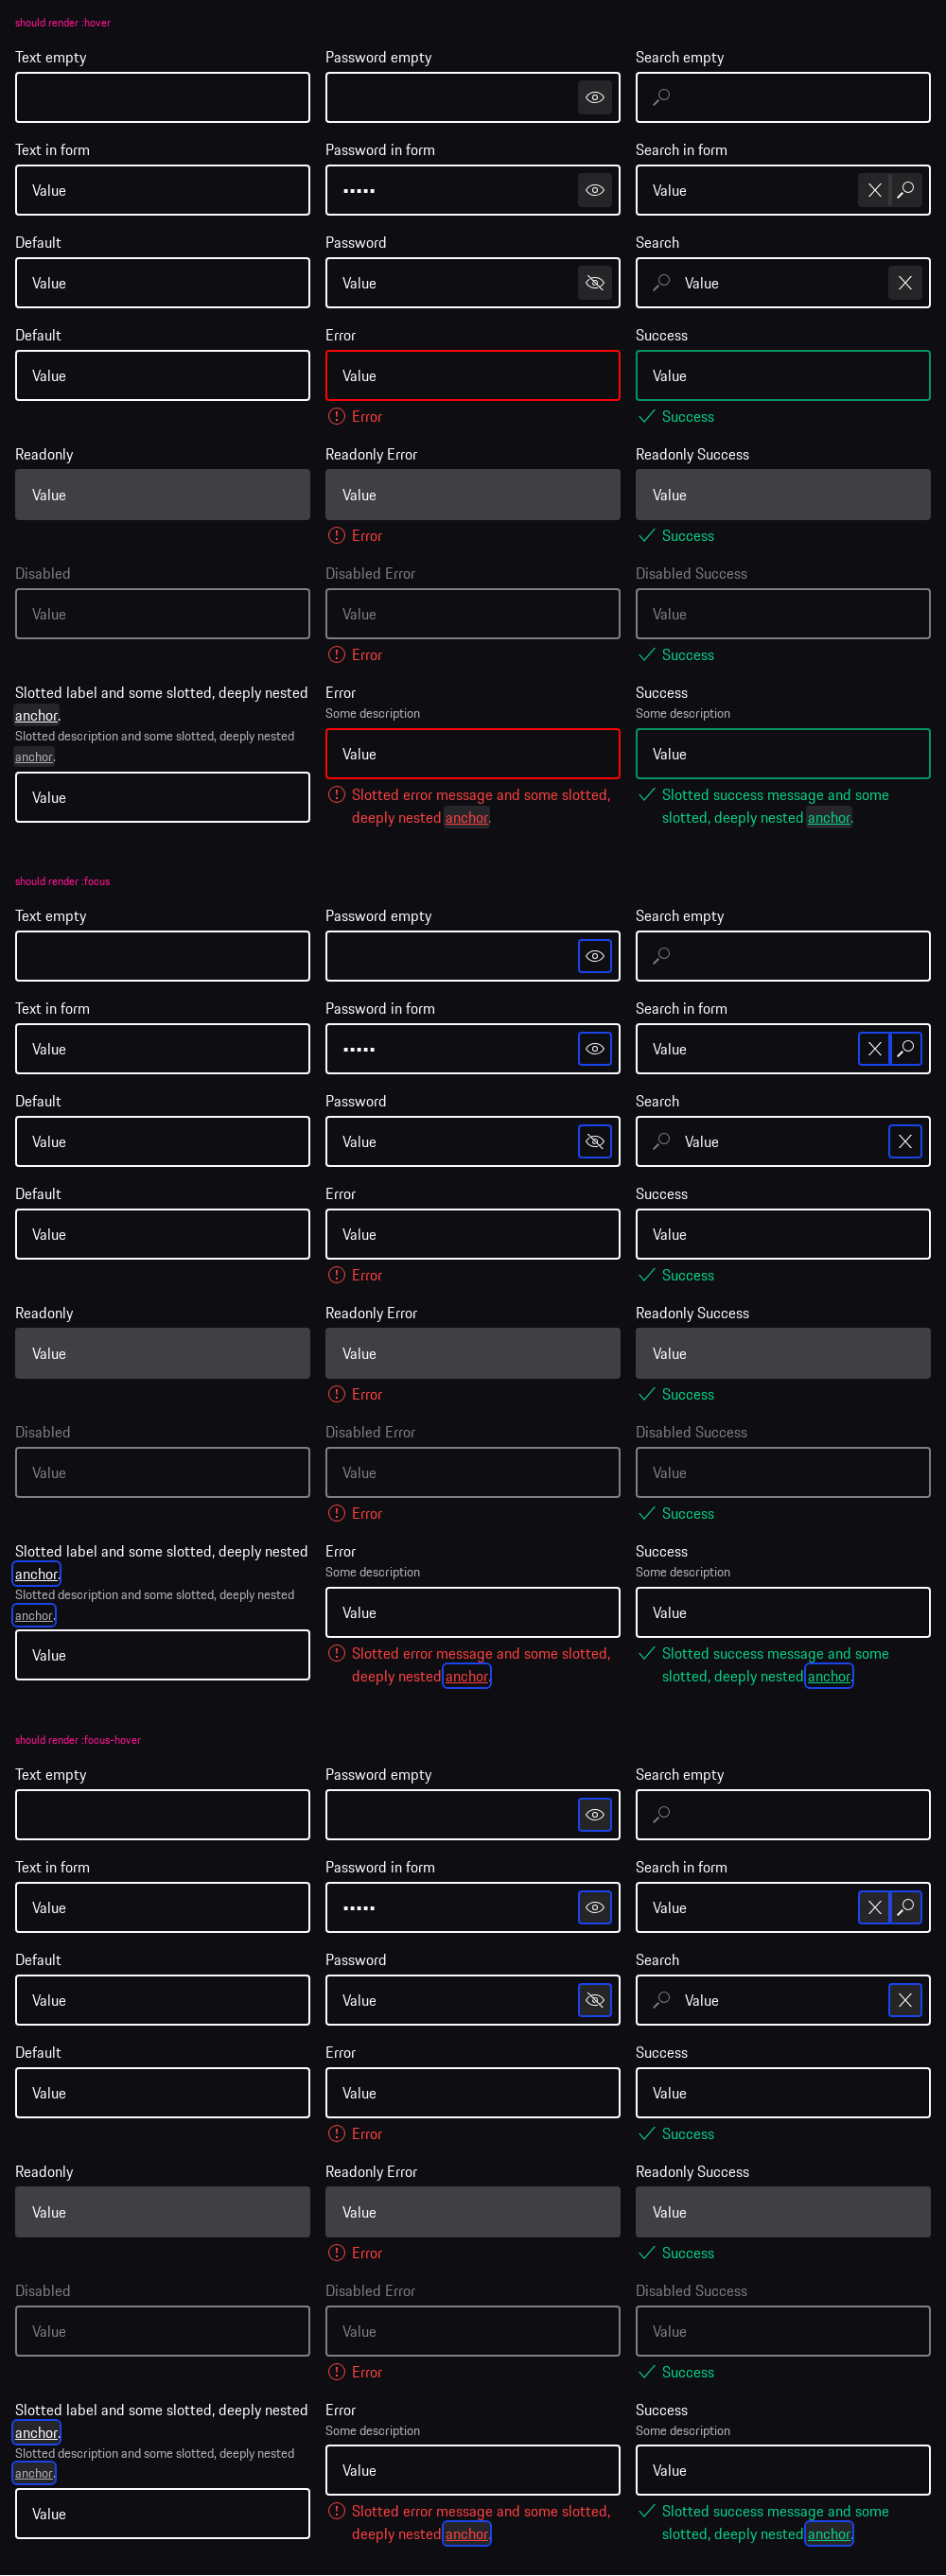 should render :hover
Text empty
Password empty
Search empty
Text in form
Password in form
Search in form
Value
•••••
Value
Default
Password
Search
Value
Value
Value
Default
Error
Success
Value
Value
Value
Error
Success
Readonly
Readonly Error
Readonly Success
Value
Value
Value
Error
Success
Disabled
Disabled Error
Disabled Success
Value
Value
Value
Error
Success
Slotted label and some slotted, deeply nested
anchor.
Slotted description and some slotted, deeply nested
anchor.
Value
Error
Some description
Value
Slotted error message and some slotted,
deeply nested anchor.
Success
Some description
Value
Slotted success message and some
slotted, deeply nested anchor.
should render :focus
Text empty
Password empty
Search empty
Text in form
Password in form
Search in form
Value
•••••
Value
Default
Password
Search
Value
Value
Value
Default
Error
Success
Value
Value
Value
Error
Success
Readonly
Readonly Error
Readonly Success
Value
Value
Value
Error
Success
Disabled
Disabled Error
Disabled Success
Value
Value
Value
Error
Success
Slotted label and some slotted, deeply nested
anchor.
Slotted description and some slotted, deeply nested
anchor.
Value
Error
Some description
Value
Slotted error message and some slotted,
deeply nested anchor.
Success
Some description
Value
Slotted success message and some
slotted, deeply nested anchor.
should render :focus-hover
Text empty
Password empty
Search empty
Text in form
Password in form
Search in form
Value
•••••
Value
Default
Password
Search
Value
Value
Value
Default
Error
Success
Value
Value
Value
Error
Success
Readonly
Readonly Error
Readonly Success
Value
Value
Value
Error
Success
Disabled
Disabled Error
Disabled Success
Value
Value
Value
Error
Success
Slotted label and some slotted, deeply nested
anchor.
Slotted description and some slotted, deeply nested
anchor.
Value
Error
Some description
Value
Slotted error message and some slotted,
deeply nested anchor.
Success
Some description
Value
Slotted success message and some
slotted, deeply nested anchor.